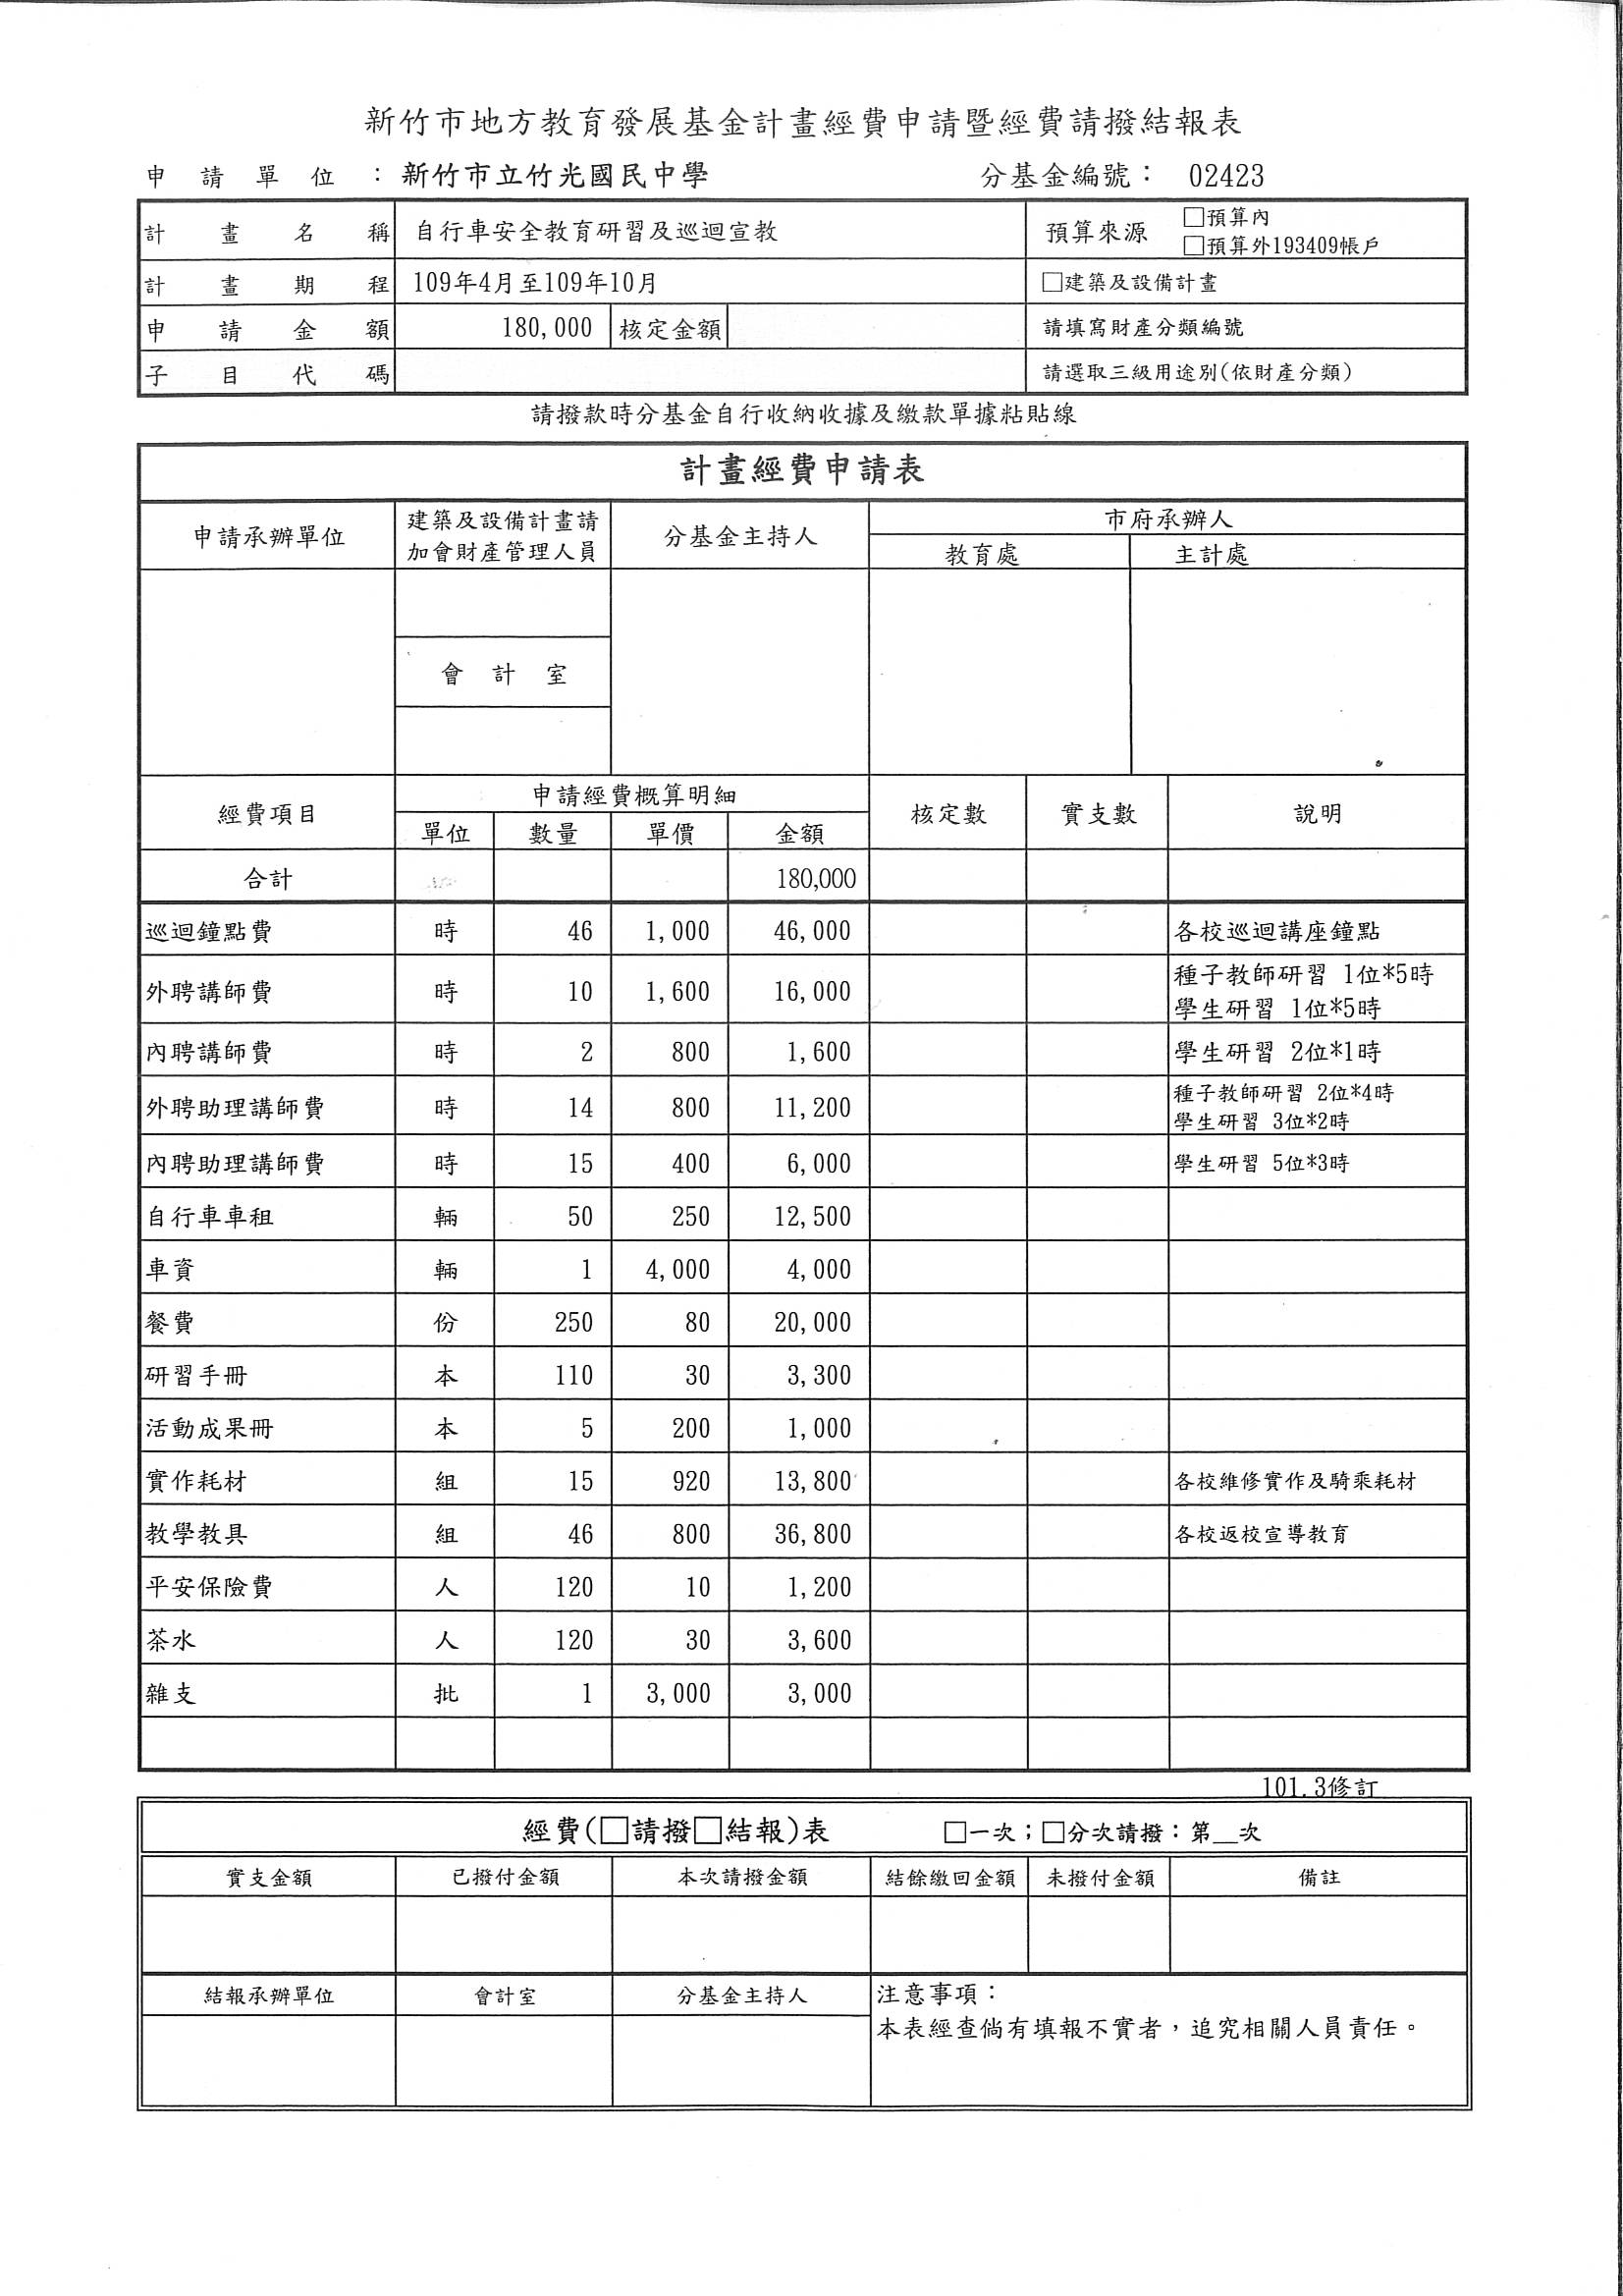 新竹市地方教育發展基金計畫經費申請暨經費請撥結報表
申請單位：新竹市立竹光國民中學 分基金編號： 02423
計畫名稱 自行車安全教育研習及巡迴宣教 預算來源 □預算內
□預算外193409帳戶
計畫期程 109年4月至109年10月 □建築及設備計畫
申請金額 180,000 核定金額 請填寫財產分類編號
子目代碼 請選取三級用途別(依財產分類)
請撥款時分基金自行收納收據及繳款單據粘貼線
計畫經費申請表
申請承辦單位 建築及設備計畫請加會財產管理人員 分基金主持人 市府承辦人
教育處 主計處
會計室
經費項目 申請經費概算明細 核定數 實支數 說明
單位 數量 單價 金額
合計 180,000
巡迴鐘點費 時 46 1,000 46,000 各校巡迴講座鐘點
外聘講師費 時 10 1,600 16,000 種子教師研習 1位*5時
學生研習 1位*5時
內聘講師費 時 2 800 1,600 學生研習 2位*1時
外聘助理講師費 時 14 800 11,200 種子教師研習 2位*4時
學生研習 3位*2時
內聘助理講師費 時 15 400 6,000 學生研習 5位*3時
自行車車租 輛 50 250 12,500
車資 輛 1 4,000 4,000
餐費 份 250 80 20,000
研習手冊 本 110 30 3,300
活動成果冊 本 5 200 1,000
實作耗材 組 15 920 13,800 各校維修實作及騎乘耗材
教學教具 組 46 800 36,800 各校返校宣導教育
平安保險費 人 120 10 1,200
茶水 人 120 30 3,600
雜支 批 1 3,000 3,000
101.3修訂
經費(□請撥□結報)表 □一次；□分次請撥：第__次
實支金額 已撥付金額 本次請撥金額 結餘繳回金額 未撥付金額 備註
結報承辦單位 會計室 分基金主持人 注意事項：
本表經查倘有填報不實者，追究相關人員責任。